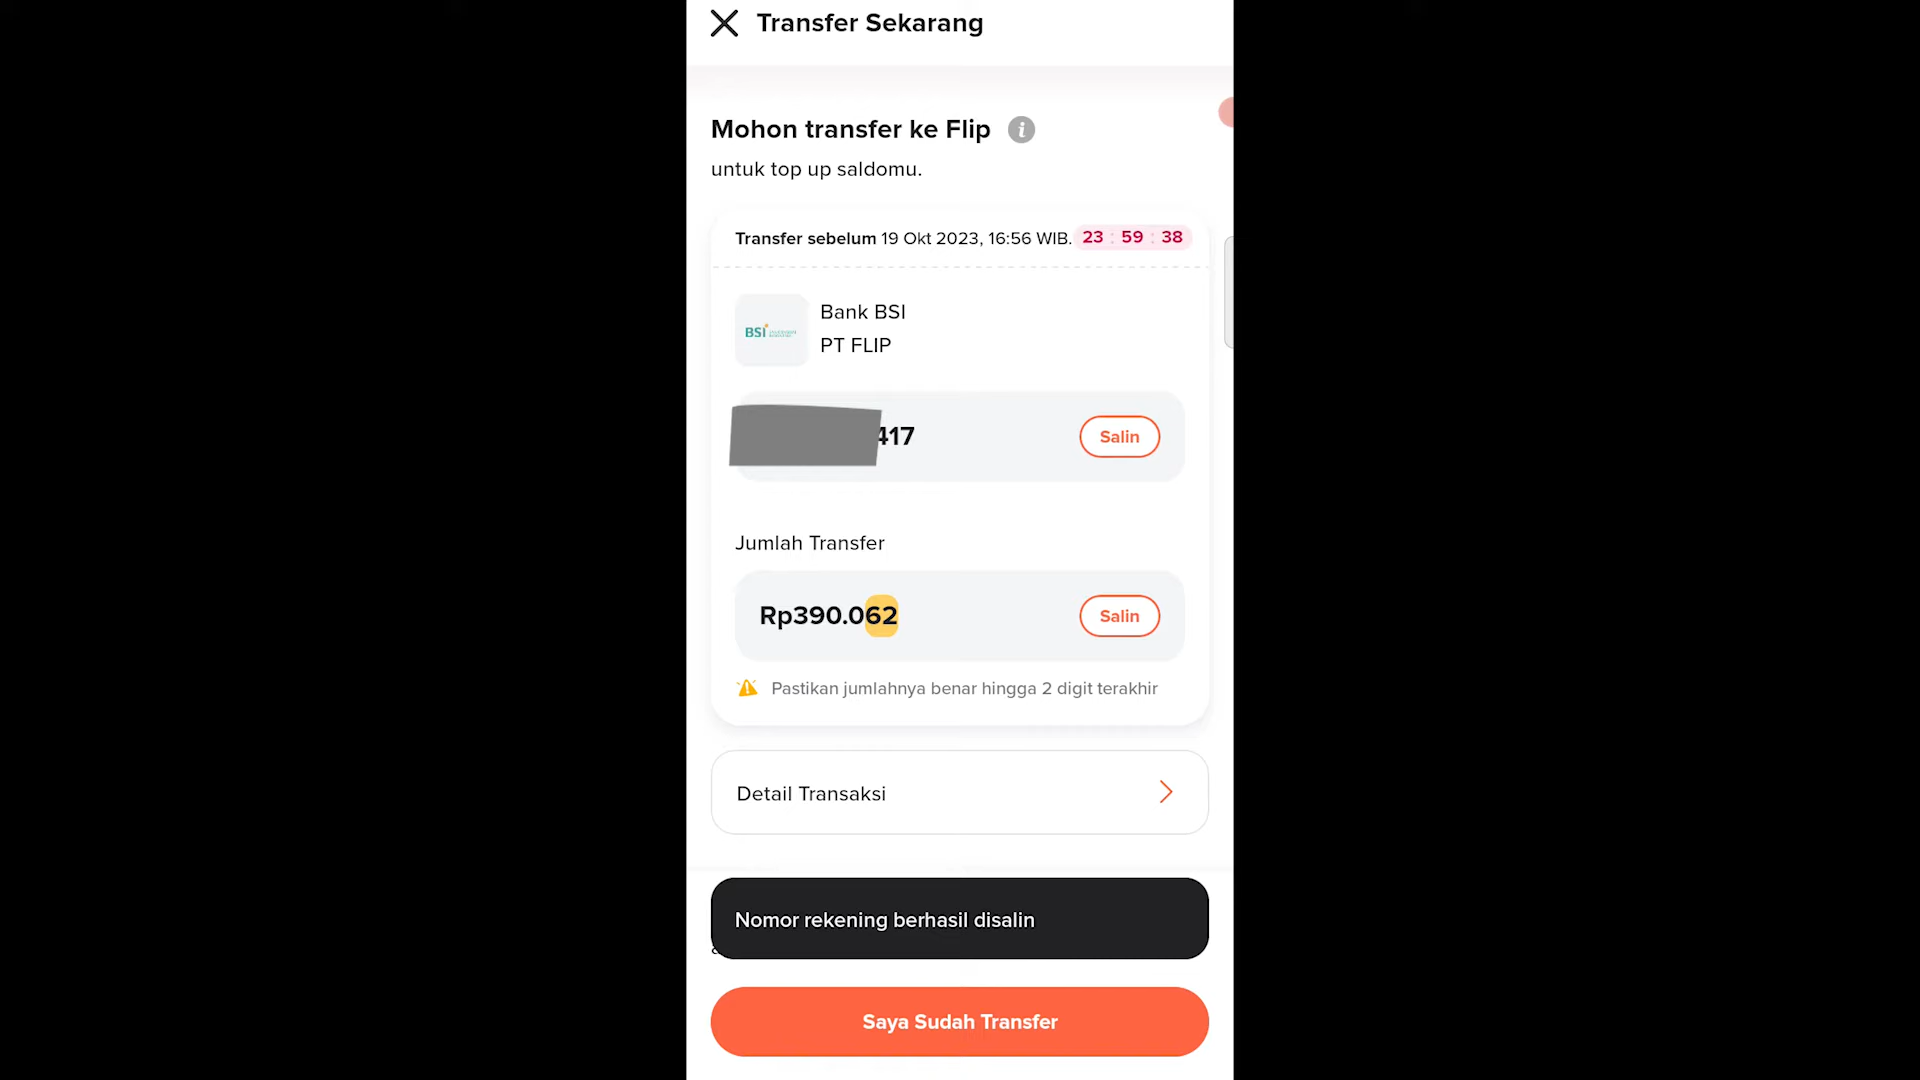 Transfer Sekarang
Mohon transfer ke Flip
untuk top up saldomu.
Transfer sebelum 19 Okt 2023, 16:56 WIB. 23 : 59 : 38
BSI
Bank BSI
PT FLIP
417
Salin
Jumlah Transfer
Rp390.062
Salin
Pastikan jumlahnya benar hingga 2 digit terakhir
Detail Transaksi
Nomor rekening berhasil disalin
Saya Sudah Transfer